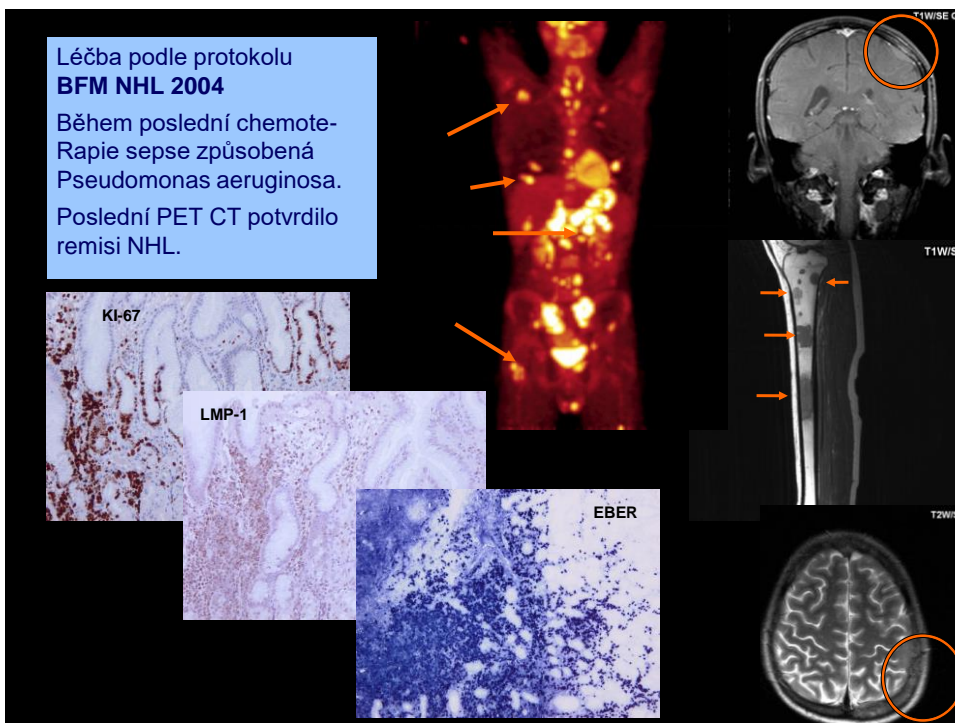 Léčba podle protokolu
BFM NHL 2004
Během poslední chemote-
Rapie sepse způsobená
Pseudomonas aeruginosa.
Poslední PET CT potvrdilo
remisi NHL.
T1W/SE
T1W/S
KI-67
LMP-1
EBER
T2W/S